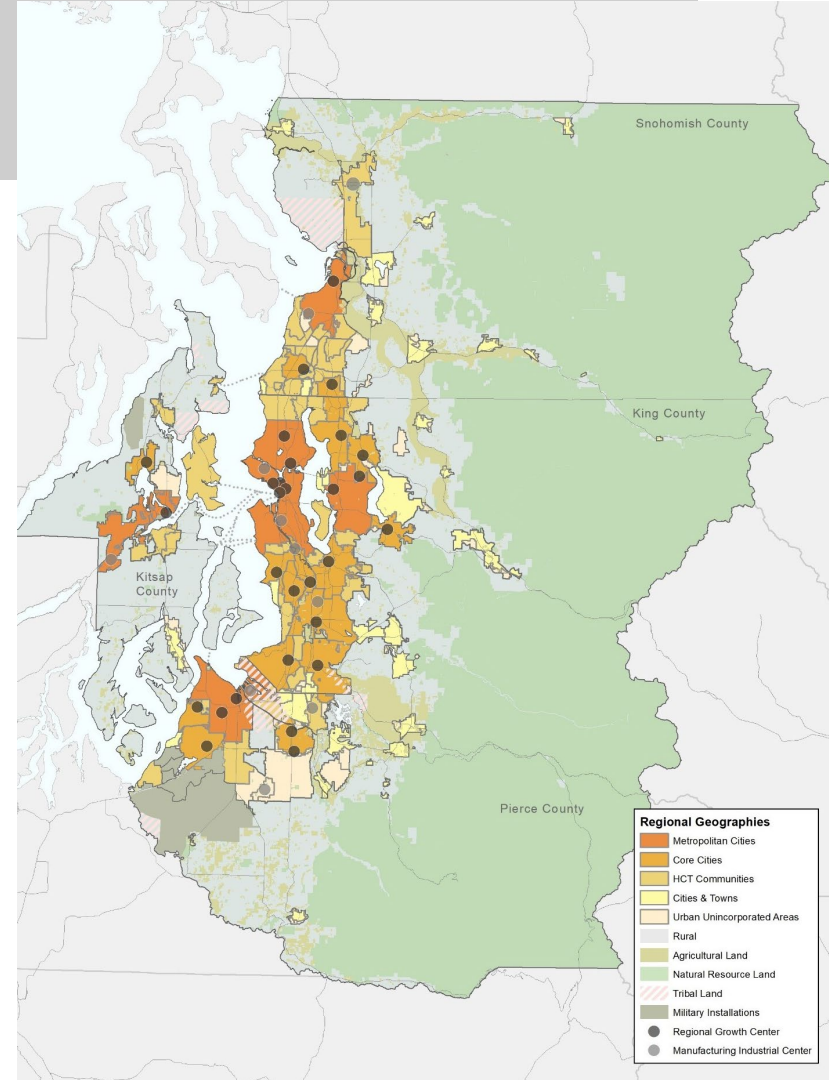 Snohomish County
King County
Kitsap
County
Pierce County
Regional Geographies
Metropolitan Cities
Core Cities
HCT Communities
Cities & Towns
Urban Unincorporated Areas
Rural
Agricultural Land
Natural Resource Land
Tribal Land
Military Installations
Regional Growth Center
Manufacturing Industrial Center